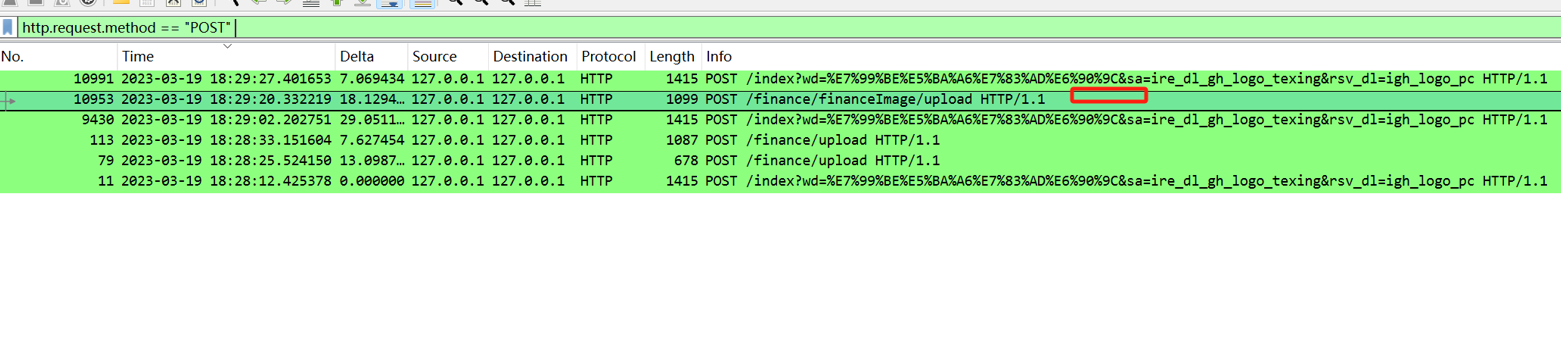 http.request.method == "POST"
No. Time Delta Source Destination Protocol Length Info
10991 2023-03-19 18:29:27.401653 7.069434 127.0.0.1 127.0.0.1 HTTP 1415 POST /index?wd=%E7%99%BE%E5%BA%A6%E7%83%AD%E6%90%9C&sa=ire_dl_gh_logo_texing&rsv_dl=igh_logo_pc HTTP/1.1
10953 2023-03-19 18:29:20.332219 18.1294… 127.0.0.1 127.0.0.1 HTTP 1099 POST /finance/financeImage/upload HTTP/1.1
9430 2023-03-19 18:29:02.202751 29.0511… 127.0.0.1 127.0.0.1 HTTP 1415 POST /index?wd=%E7%99%BE%E5%BA%A6%E7%83%AD%E6%90%9C&sa=ire_dl_gh_logo_texing&rsv_dl=igh_logo_pc HTTP/1.1
113 2023-03-19 18:28:33.151604 7.627454 127.0.0.1 127.0.0.1 HTTP 1087 POST /finance/upload HTTP/1.1
79 2023-03-19 18:28:25.524150 13.0987… 127.0.0.1 127.0.0.1 HTTP 678 POST /finance/upload HTTP/1.1
11 2023-03-19 18:28:12.425378 0.000000 127.0.0.1 127.0.0.1 HTTP 1415 POST /index?wd=%E7%99%BE%E5%BA%A6%E7%83%AD%E6%90%9C&sa=ire_dl_gh_logo_texing&rsv_dl=igh_logo_pc HTTP/1.1